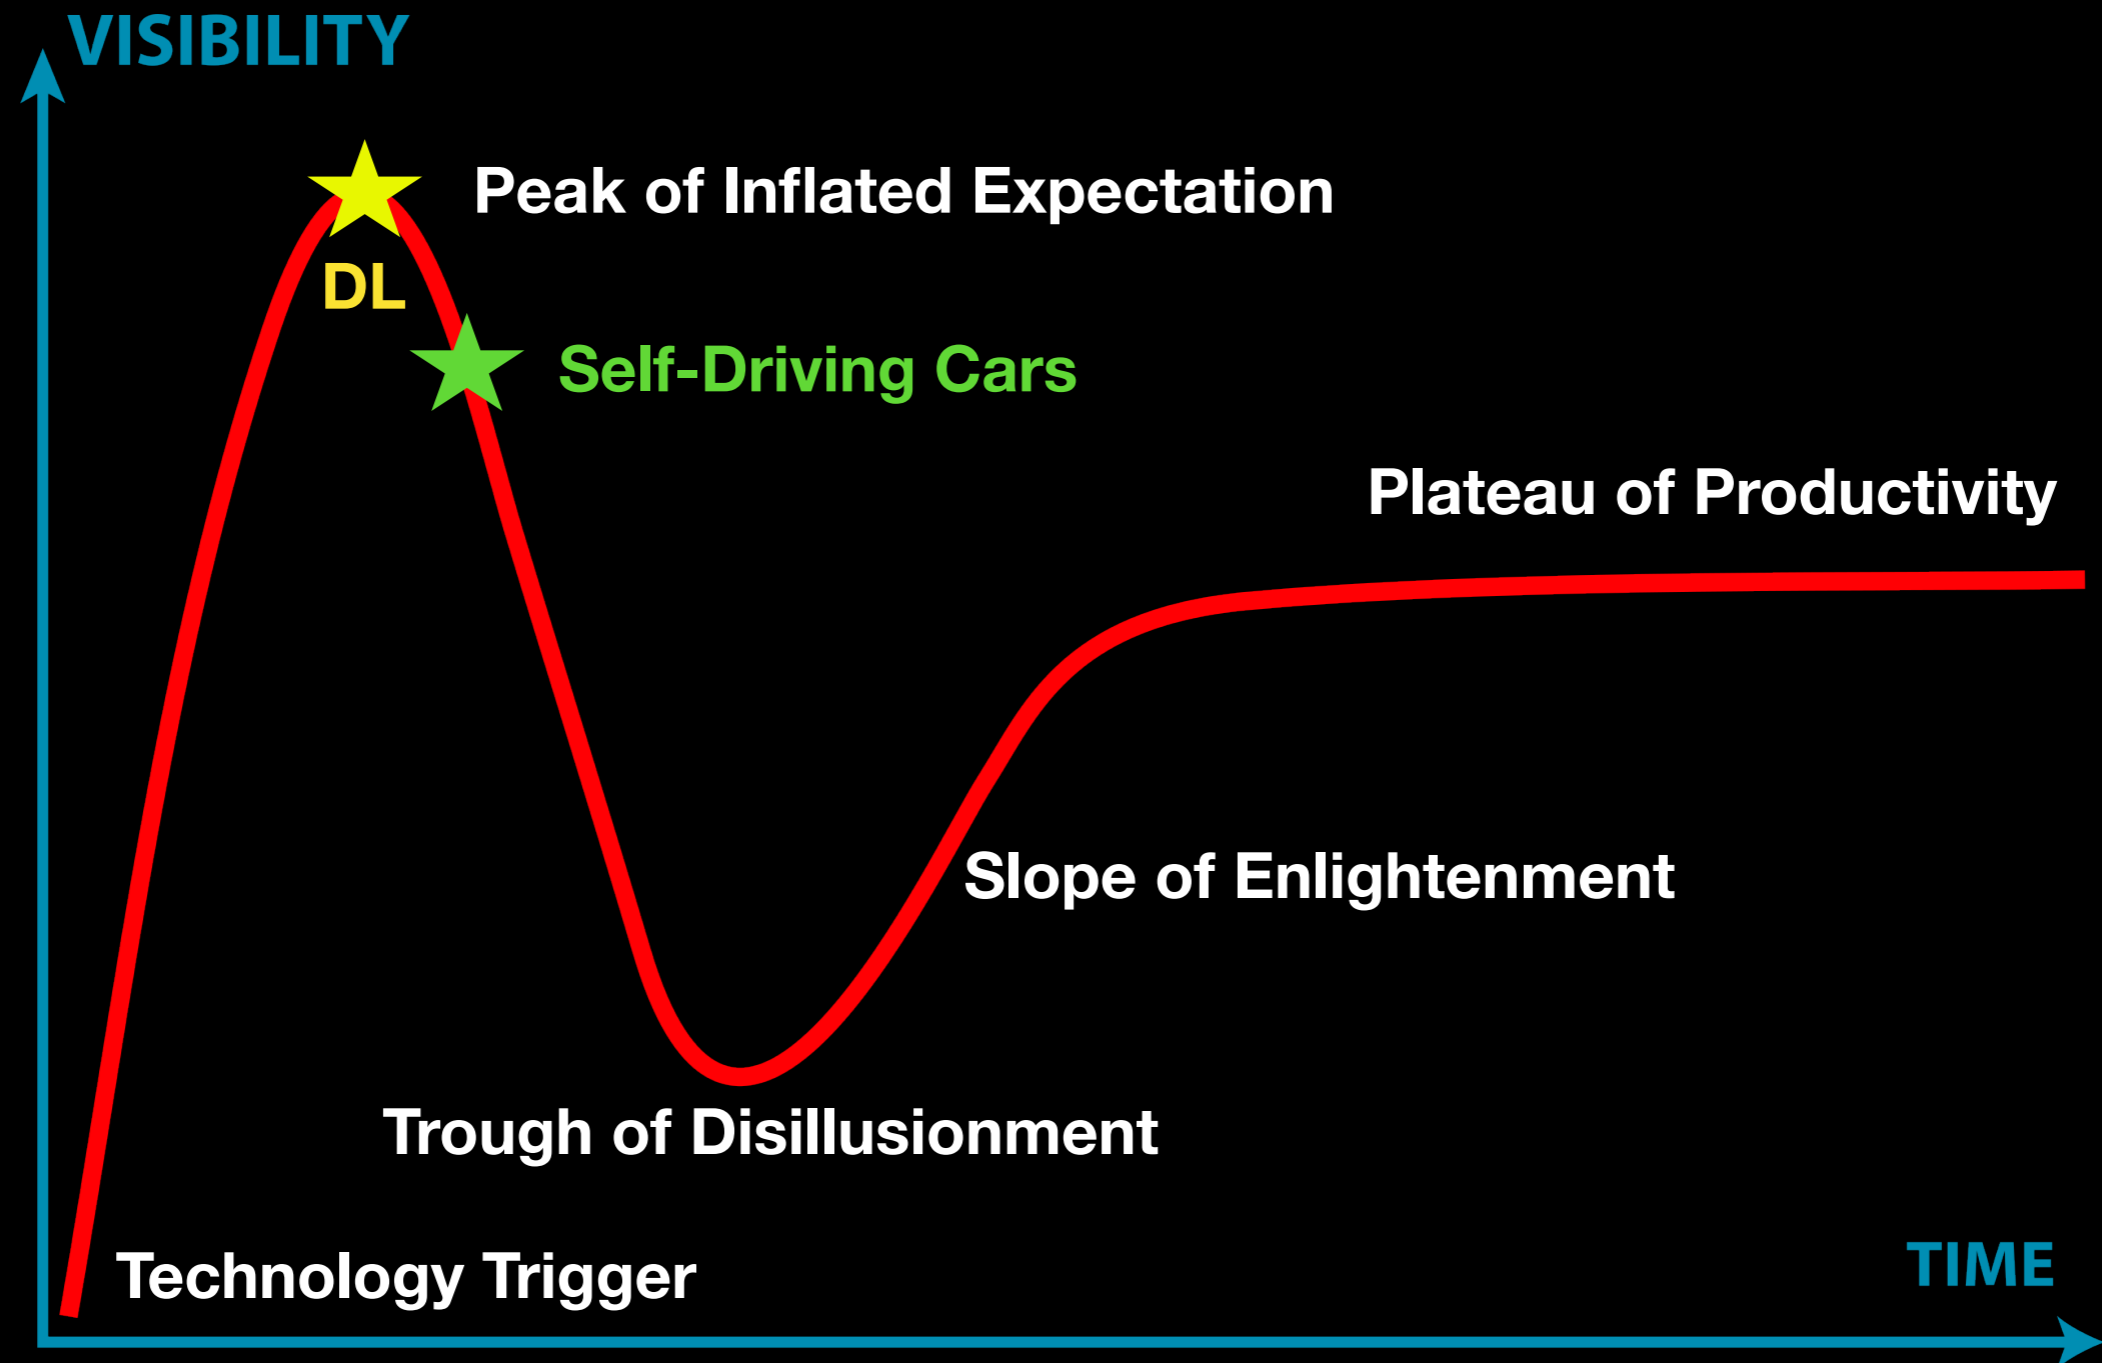 VISIBILITY
Peak of Inflated Expectation
DL
Self-Driving Cars
Plateau of Productivity
Slope of Enlightenment
Trough of Disillusionment
TIME
Technology Trigger